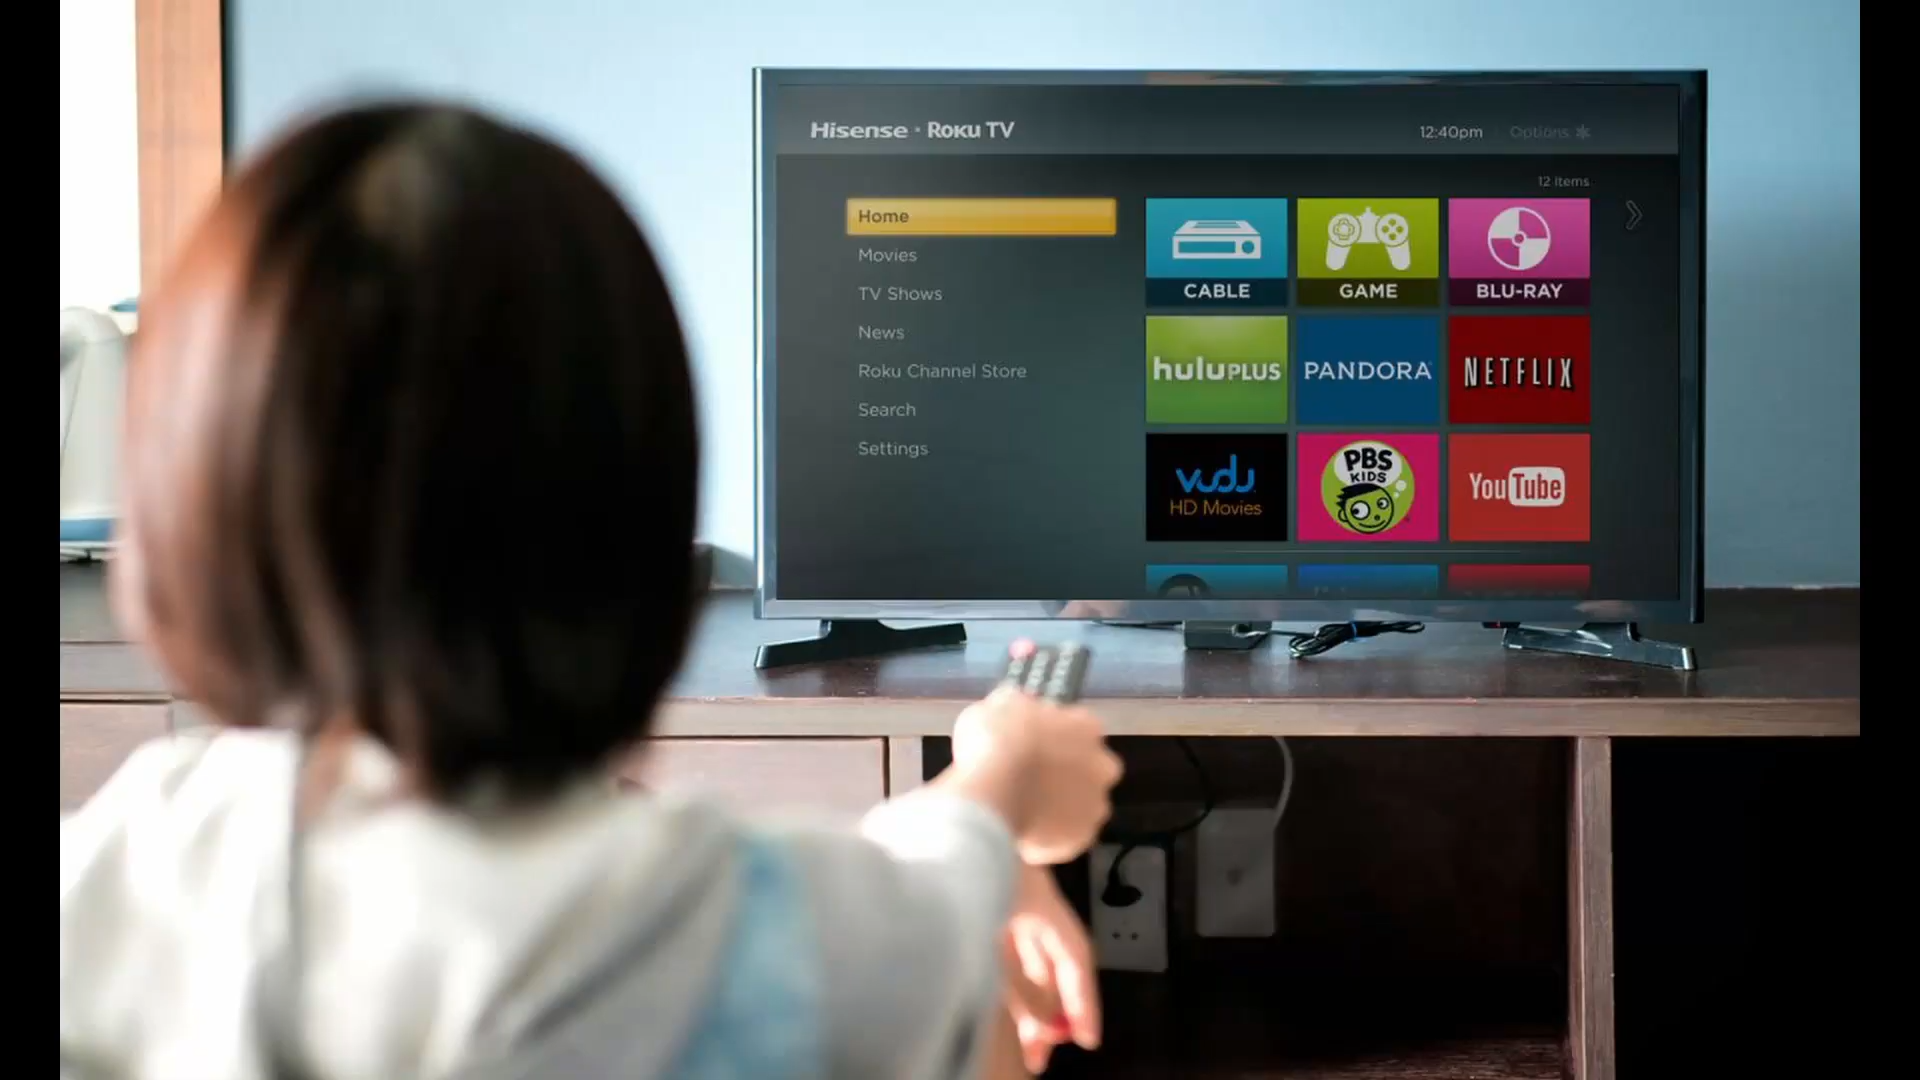 Hisense • Roku TV
12:40pm Options *
12 Items
Home
Movies
TV Shows
News
Roku Channel Store
Search
Settings
CABLE GAME BLU-RAY
huluPLUS PANDORA NETFLIX
VUDU HD Movies
PBS KIDS
YouTube